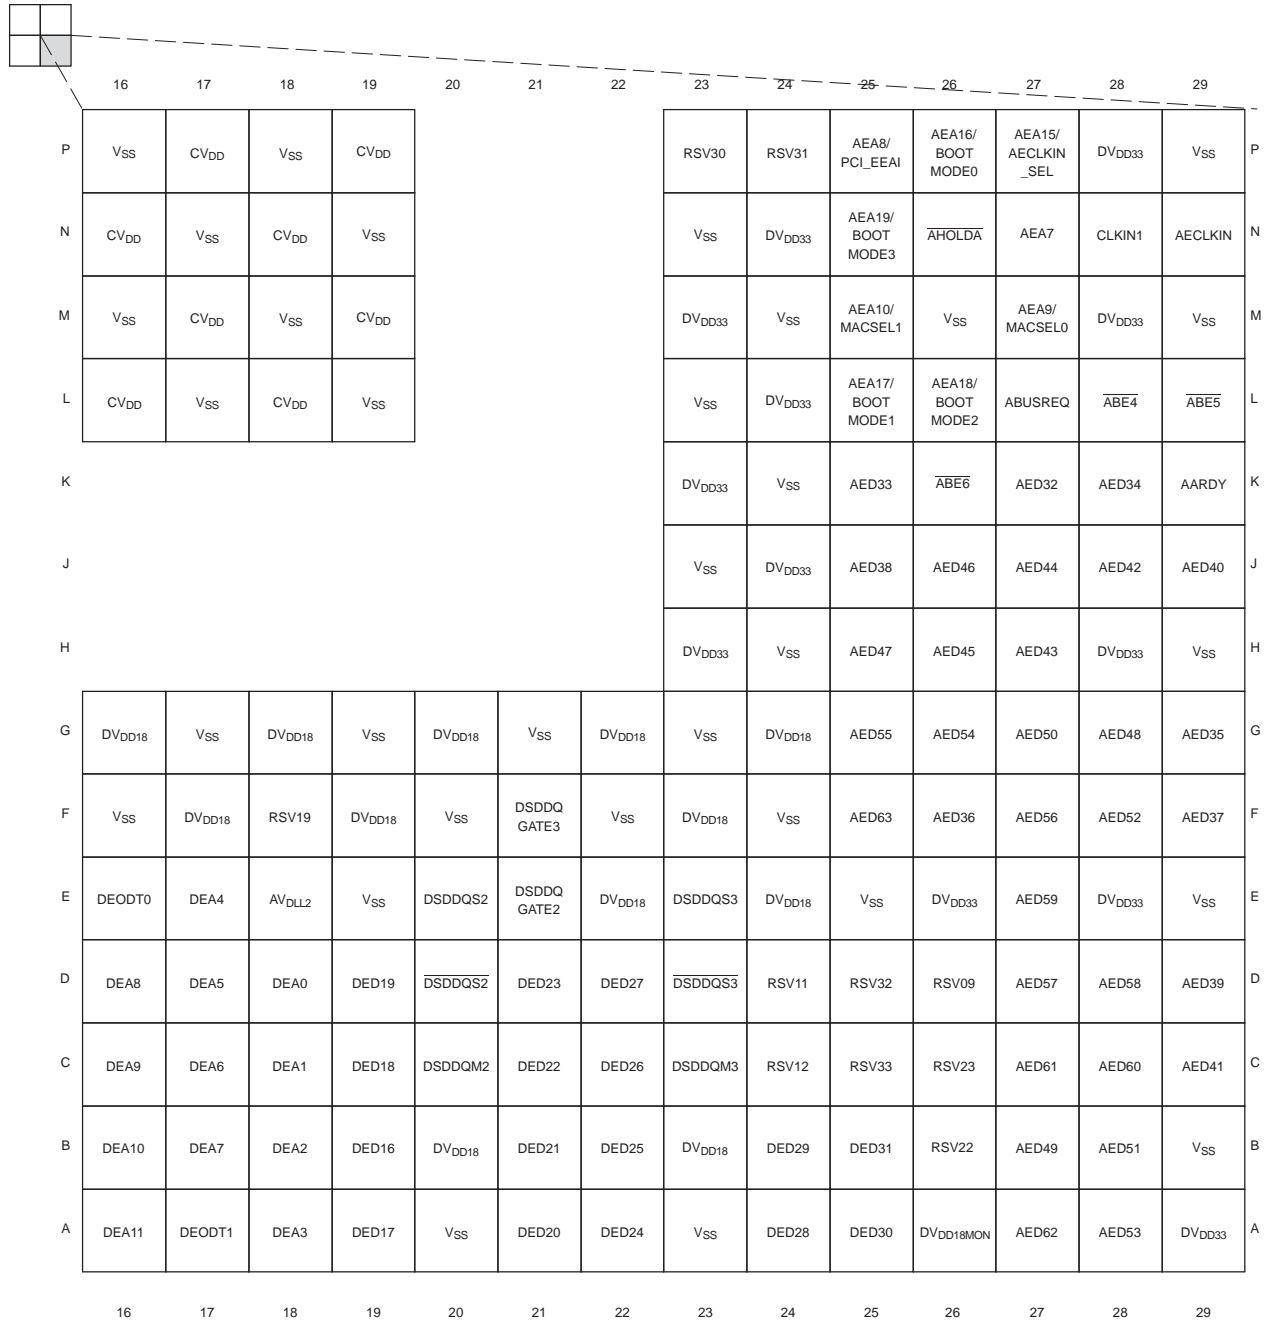 16 17 18 19 20 21 22 23 24 25 26 27 28 29
P VSS CVDD VSS CVDD RSV30 RSV31 AEA8/ PCI_EEAI AEA16/ BOOT MODE0 AEA15/ AECLKIN _SEL DVDD33 VSS P
N CVDD VSS CVDD VSS VSS DVDD33 AEA19/ BOOT MODE3 AHOLDA AEA7 CLKIN1 AECLKIN N
M VSS CVDD VSS CVDD DVDD33 VSS AEA10/ MACSEL1 VSS AEA9/ MACSEL0 DVDD33 VSS M
L CVDD VSS CVDD VSS VSS DVDD33 AEA17/ BOOT MODE1 AEA18/ BOOT MODE2 ABUSREQ ABE4 ABE5 L
K DVDD33 VSS AED33 ABE6 AED32 AED34 AARDY K
J VSS DVDD33 AED38 AED46 AED44 AED42 AED40 J
H DVDD33 VSS AED47 AED45 AED43 DVDD33 VSS H
G DVDD18 VSS DVDD18 VSS DVDD18 VSS DVDD18 VSS DVDD18 AED55 AED54 AED50 AED48 AED35 G
F VSS DVDD18 RSV19 DVDD18 VSS DSDDQ GATE3 VSS DVDD18 VSS AED63 AED36 AED56 AED52 AED37 F
E DEODT0 DEA4 AVDLL2 VSS DSDDQS2 DSDDQ GATE2 DVDD18 DSDDQS3 DVDD18 VSS DVDD33 AED59 DVDD33 VSS E
D DEA8 DEA5 DEA0 DED19 DSDDQS2 DED23 DED27 DSDDQS3 RSV11 RSV32 RSV09 AED57 AED58 AED39 D
C DEA9 DEA6 DEA1 DED18 DSDDQM2 DED22 DED26 DSDDQM3 RSV12 RSV33 RSV23 AED61 AED60 AED41 C
B DEA10 DEA7 DEA2 DED16 DVDD18 DED21 DED25 DVDD18 DED29 DED31 RSV22 AED49 AED51 VSS B
A DEA11 DEODT1 DEA3 DED17 VSS DED20 DED24 VSS DED28 DED30 DVDD18MON AED62 AED53 DVDD33 A
16 17 18 19 20 21 22 23 24 25 26 27 28 29